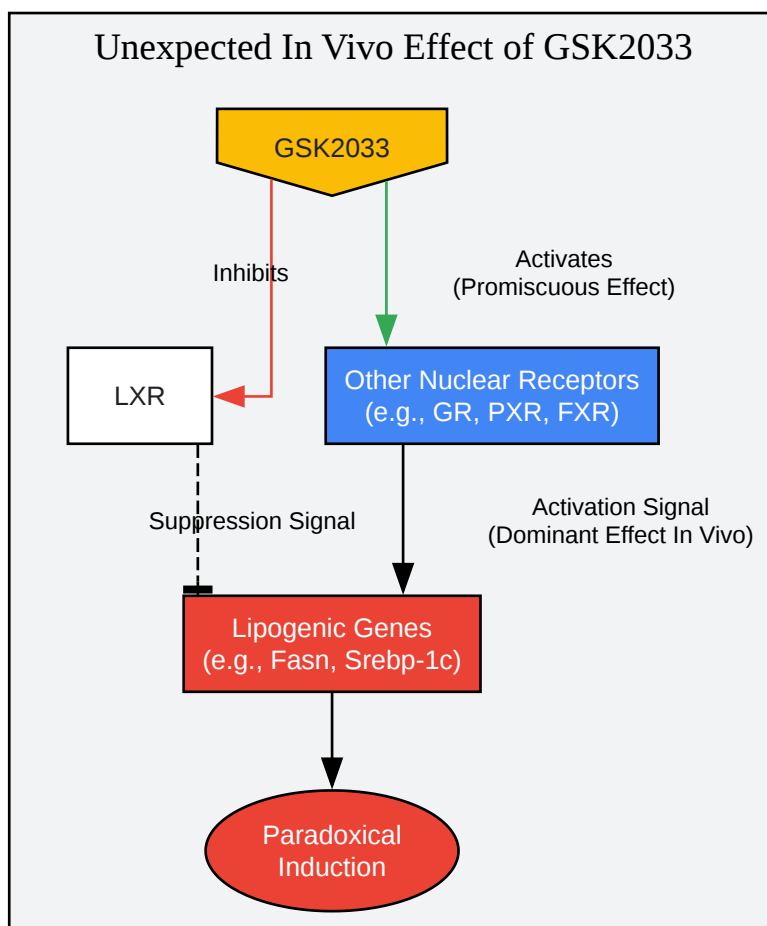 Unexpected In Vivo Effect of GSK2033
GSK2033
Inhibits
Activates
(Promiscuous Effect)
LXR
Other Nuclear Receptors
(e.g., GR, PXR, FXR)
Suppression Signal
Activation Signal
(Dominant Effect In Vivo)
Lipogenic Genes
(e.g., Fasn, Srebp-1c)
Paradoxical
Induction